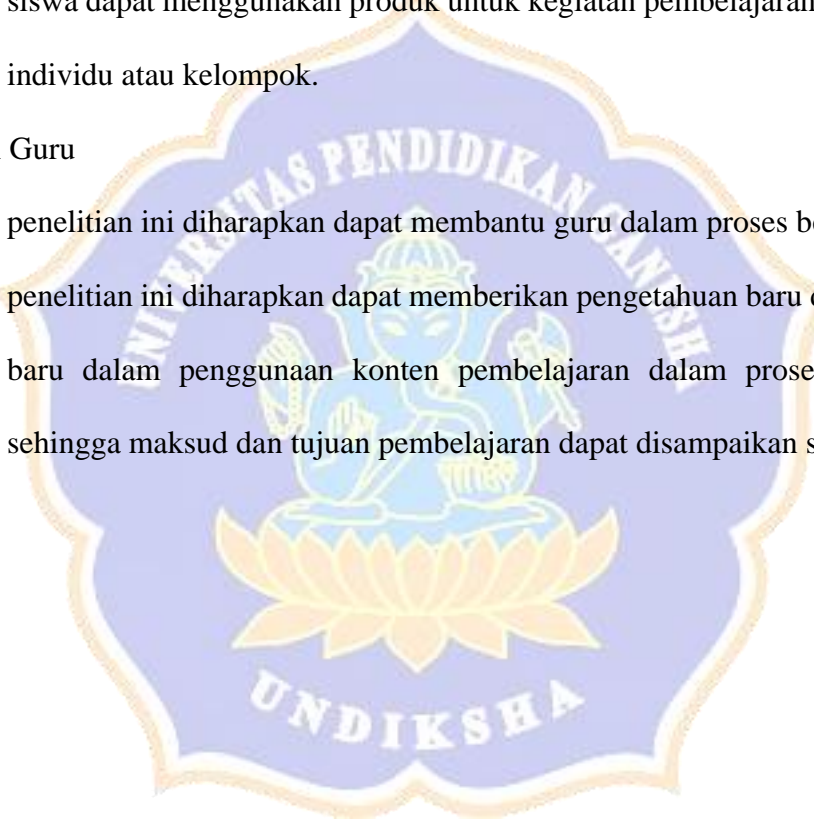 siswa dapat menggunakan produk untuk kegiatan pembelajaran
individu atau kelompok.
Guru
penelitian ini diharapkan dapat membantu guru dalam proses
penelitian ini diharapkan dapat memberikan pengetahuan baru
baru dalam penggunaan konten pembelajaran dalam
sehingga maksud dan tujuan pembelajaran dapat disampaikan
UNIVERSITAS PENDIDIKAN GANESHA
UNDIKSHA